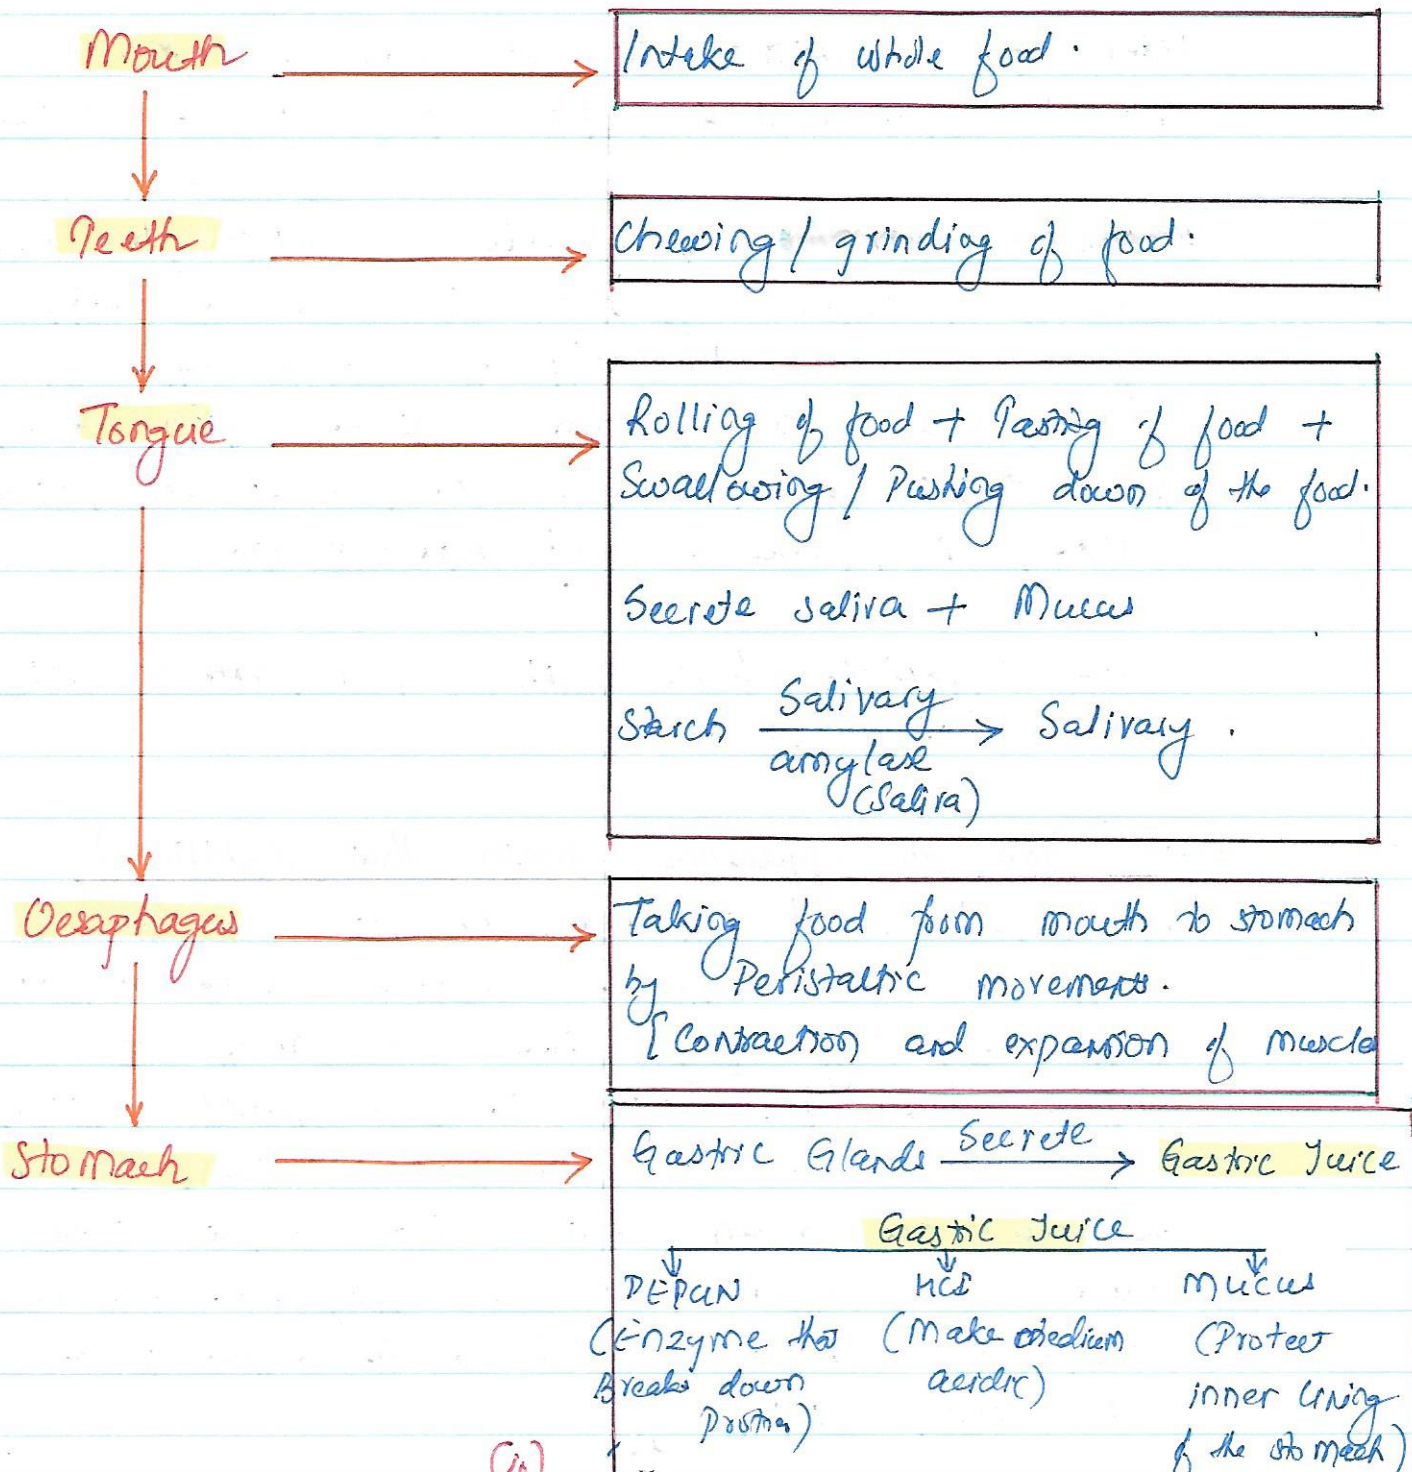 Mouth
Intake of whole food.
Teeth
Chewing / grinding of food.
Tongue
Rolling of food + Tasting of food +
Swallowing / Pushing down of the food.
Secrete saliva + Mucus
Starch Salivary amylase (Saliva) → Salivary.
Oesophagus
Taking food from mouth to stomach
by Peristaltic movements.
[Contraction and expansion of muscle
Stomach
Gastric Glands Secrete → Gastric Juice
Gastic Juice
PEPSIN HCl Mucus
(Enzyme that (Make medium (Protect
Breaks down acidic) inner lining
Protins) of the stomach)